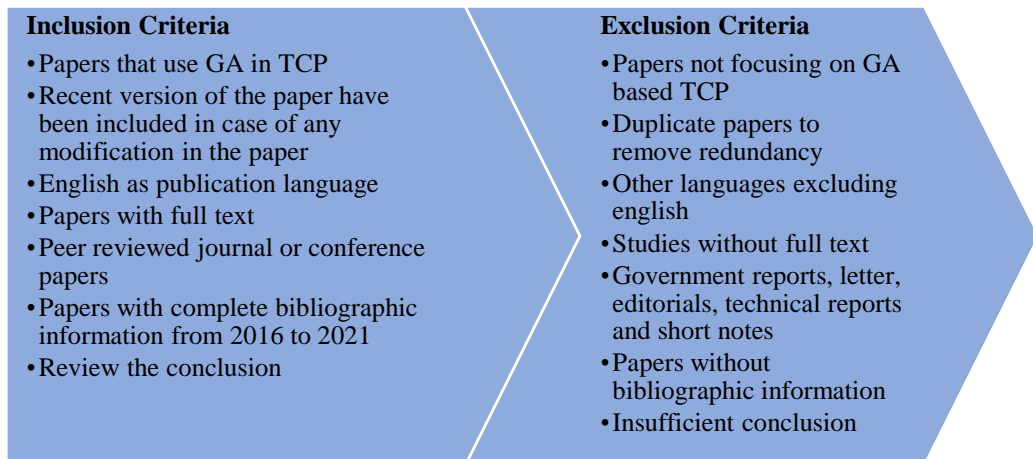 Inclusion Criteria
•Papers that use GA in TCP
•Recent version of the paper have
been included in case of any
modification in the paper
•English as publication language
•Papers with full text
•Peer reviewed journal or conference
papers
•Papers with complete bibliographic
information from 2016 to 2021
•Review the conclusion
Exclusion Criteria
•Papers not focusing on GA
based TCP
•Duplicate papers to
remove redundancy
•Other languages excluding
english
•Studies without full text
•Government reports, letter,
editorials, technical reports
and short notes
•Papers without
bibliographic information
•Insufficient conclusion